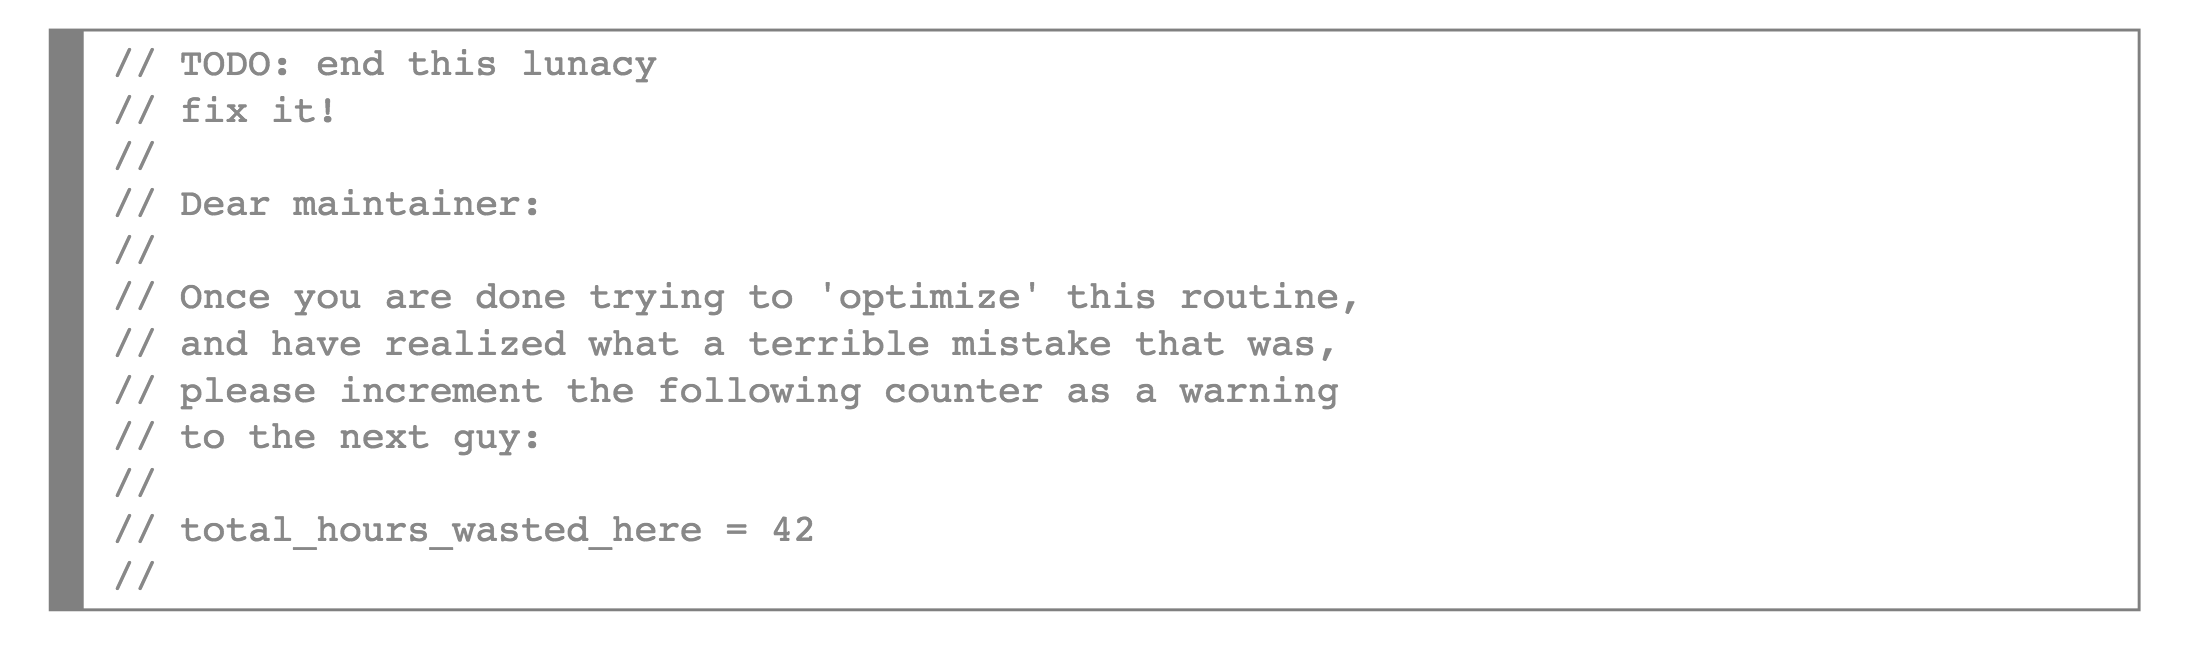 // TODO: end this lunacy
// fix it!
//
// Dear maintainer:
//
// Once you are done trying to 'optimize' this routine,
// and have realized what a terrible mistake that was,
// please increment the following counter as a warning
// to the next guy:
//
// total_hours_wasted_here = 42
//